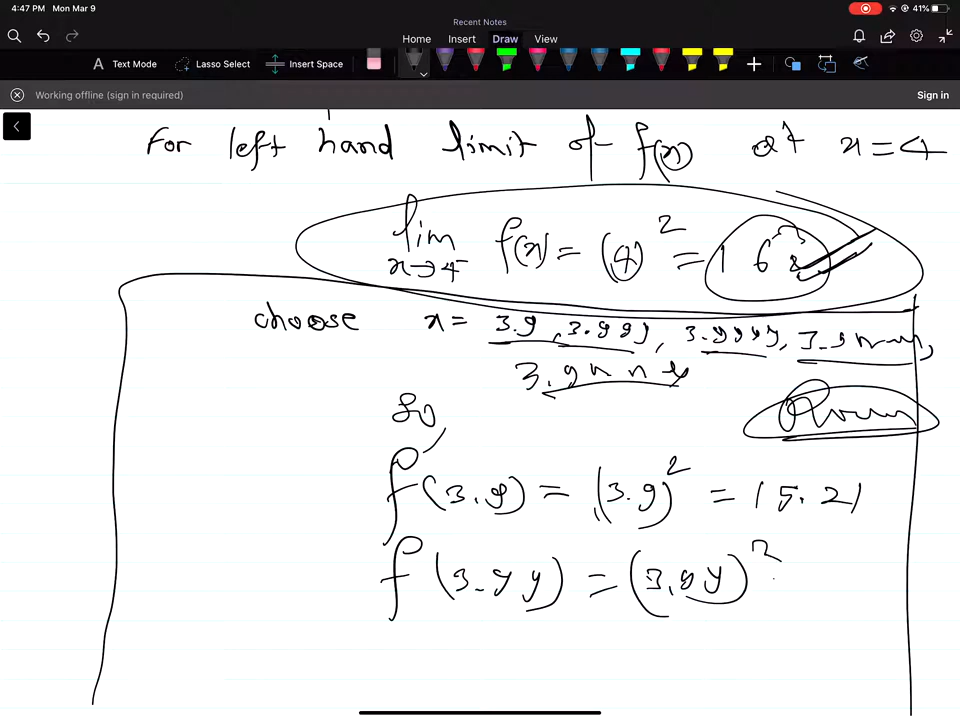 4:47 PM Mon Mar 9
41%
Recent Notes
Home Insert Draw View
Text Mode Lasso Select Insert Space
Working offline (sign in required) Sign in
For left hand limit of f(x) at x=4
lim x→4⁻ f(x) = (4)² = 16
choose x = 3.9, 3.999, 3.9999,
So,
f(3.9) = (3.9)² = 15.21
f(3.99) = (3.99)²